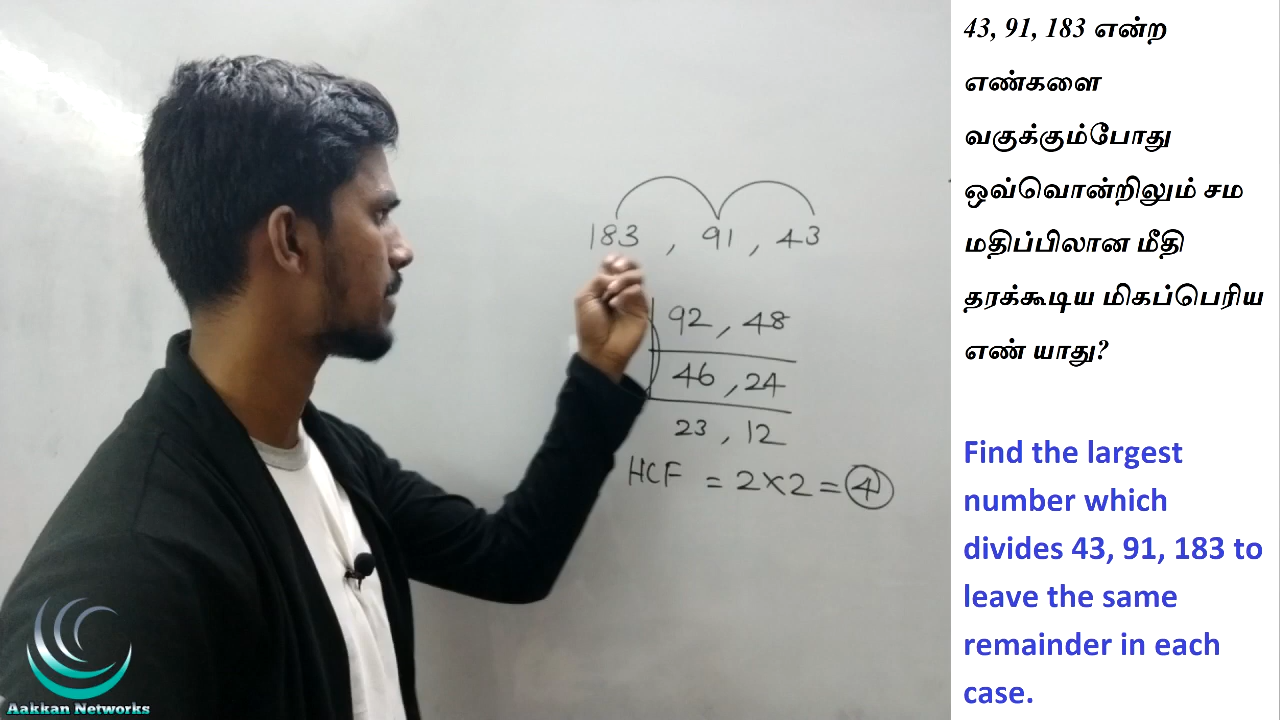 183 , 91 , 43
92 , 48
46 , 24
23 , 12
HCF = 2×2 = 4
43, 91, 183 என்ற
எண்களை
வகுக்கும்போது
ஒவ்வொன்றிலும் சம
மதிப்பிலான மீதி
தரக்கூடிய மிகப்பெரிய
எண் யாது?
Find the largest
number which
divides 43, 91, 183 to
leave the same
remainder in each
case.
Aakkan Networks